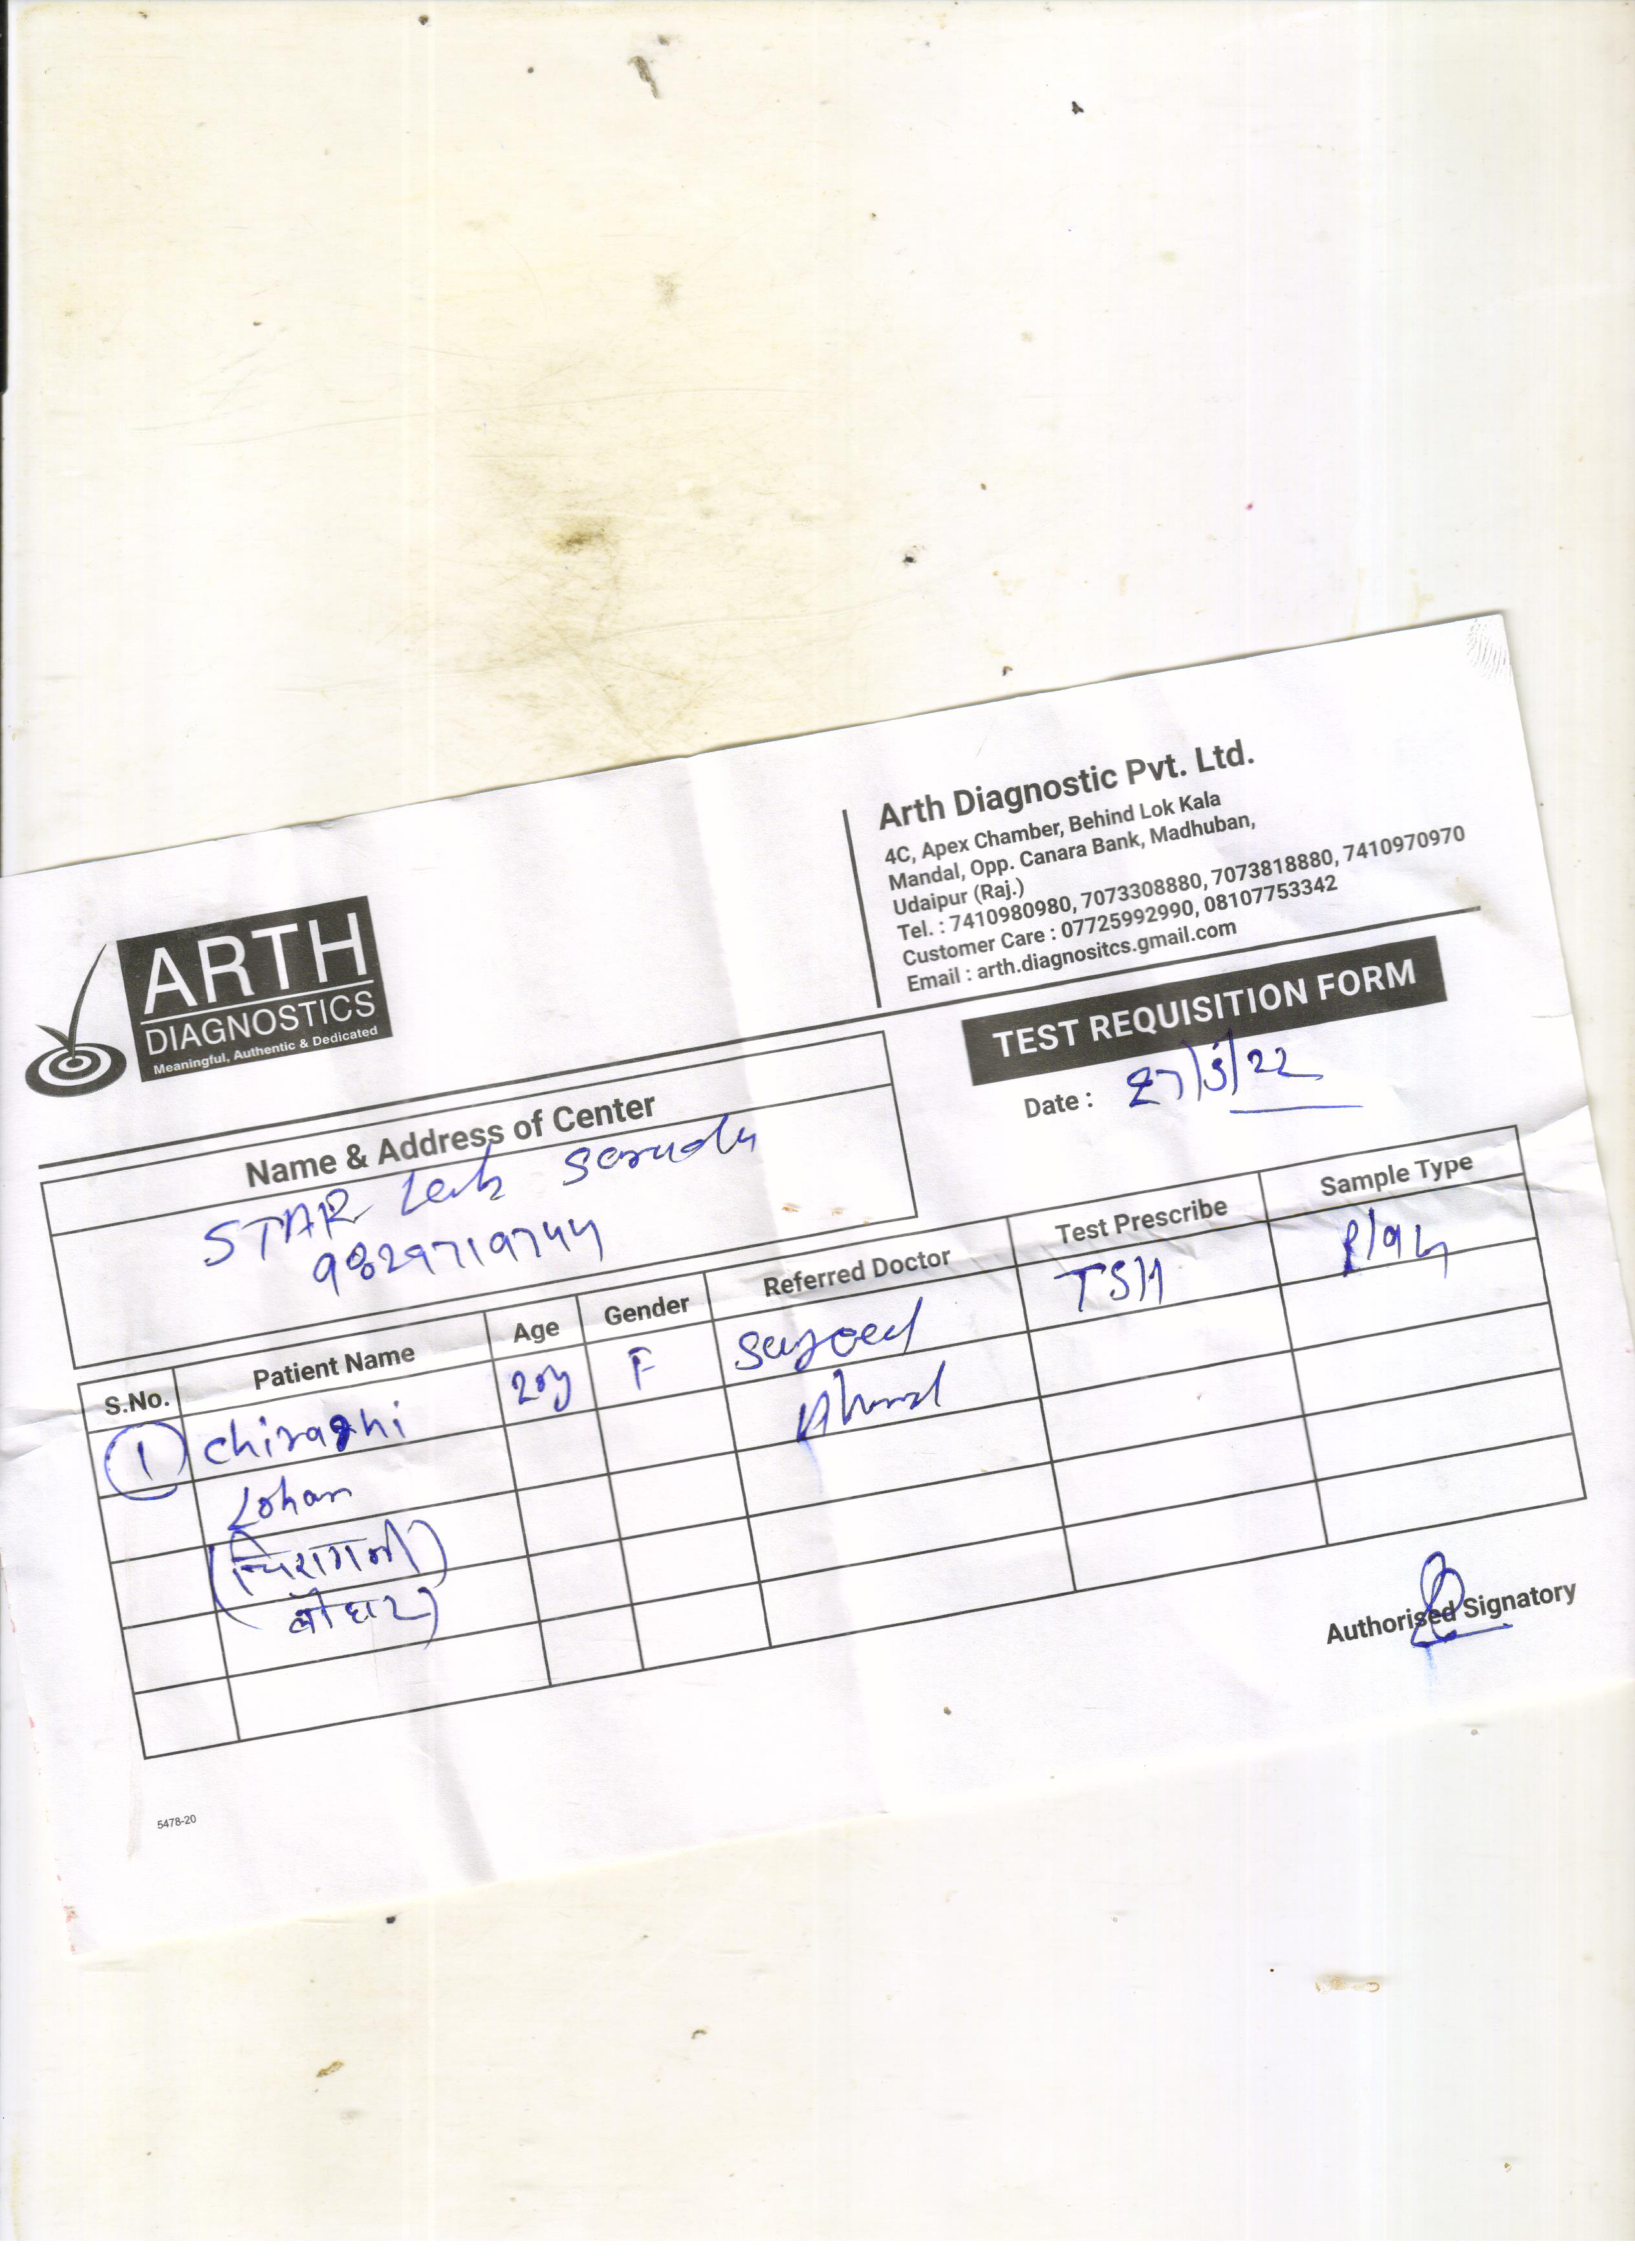 ARTH
DIAGNOSTICS
Meaningful, Authentic & Dedicated
Arth Diagnostic Pvt. Ltd.
4C, Apex Chamber, Behind Lok Kala
Mandal, Opp. Canara Bank, Madhuban,
Udaipur (Raj.)
Tel. : 7410980980, 7073308880, 7073818880, 7410970970
Customer Care : 07725992990, 08107753342
Email : arth.diagnositcs.gmail.com
TEST REQUISITION FORM
Date : 27/3/22
Name & Address of Center
STAR Lab
9829719744
S.No. Patient Name Age Gender Referred Doctor Test Prescribe Sample Type
1 20y F TSH
Lohar
(चिरागनी
लोहार)
Authorised Signatory
5478-20